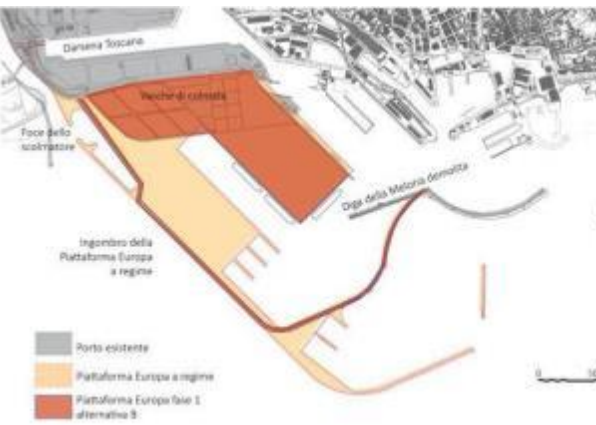 Darsena Toscana
Vasche di colmata
Foce dello
scolmatore
Diga della Meloria demolita
Ingombro della
Piattaforma Europa
a regime
Porto esistente
Piattaforma Europa a regime
Piattaforma Europa fase 1
alternativa B
0